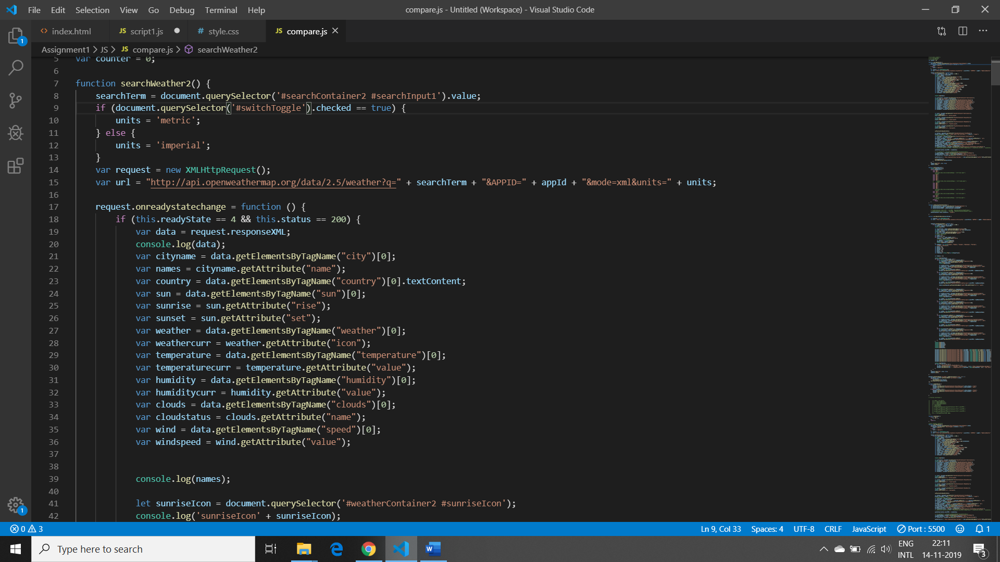 File Edit Selection View Go Debug Terminal Help
compare.js - Untitled (Workspace) - Visual Studio Code
index.html
JS script1.js
# style.css
JS compare.js
Assignment1 > JS > JS compare.js > searchWeather2
5 var counter = 0;
6
7 function searchWeather2() {
8 searchTerm = document.querySelector('#searchContainer2 #searchInput1').value;
9 if (document.querySelector('#switchToggle').checked == true) {
10 units = 'metric';
11 } else {
12 units = 'imperial';
13 }
14 var request = new XMLHttpRequest();
15 var url = "http://api.openweathermap.org/data/2.5/weather?q=" + searchTerm + "&APPID=" + appId + "&mode=xml&units=" + units;
16
17 request.onreadystatechange = function () {
18 if (this.readyState == 4 && this.status == 200) {
19 var data = request.responseXML;
20 console.log(data);
21 var cityname = data.getElementsByTagName("city")[0];
22 var names = cityname.getAttribute("name");
23 var country = data.getElementsByTagName("country")[0].textContent;
24 var sun = data.getElementsByTagName("sun")[0];
25 var sunrise = sun.getAttribute("rise");
26 var sunset = sun.getAttribute("set");
27 var weather = data.getElementsByTagName("weather")[0];
28 var weathercurr = weather.getAttribute("icon");
29 var temperature = data.getElementsByTagName("temperature")[0];
30 var temperaturecurr = temperature.getAttribute("value");
31 var humidity = data.getElementsByTagName("humidity")[0];
32 var humiditycurr = humidity.getAttribute("value");
33 var clouds = data.getElementsByTagName("clouds")[0];
34 var cloudstatus = clouds.getAttribute("name");
35 var wind = data.getElementsByTagName("speed")[0];
36 var windspeed = wind.getAttribute("value");
37
38
39 console.log(names);
40
41 let sunriseIcon = document.querySelector('#weatherContainer2 #sunriseIcon');
42 console.log('sunriseIcon' + sunriseIcon);
1
1
0 3
Ln 9, Col 33 Spaces: 4 UTF-8 CRLF JavaScript Port : 5500 1
Type here to search
ENG
INTL
22:11
14-11-2019
3